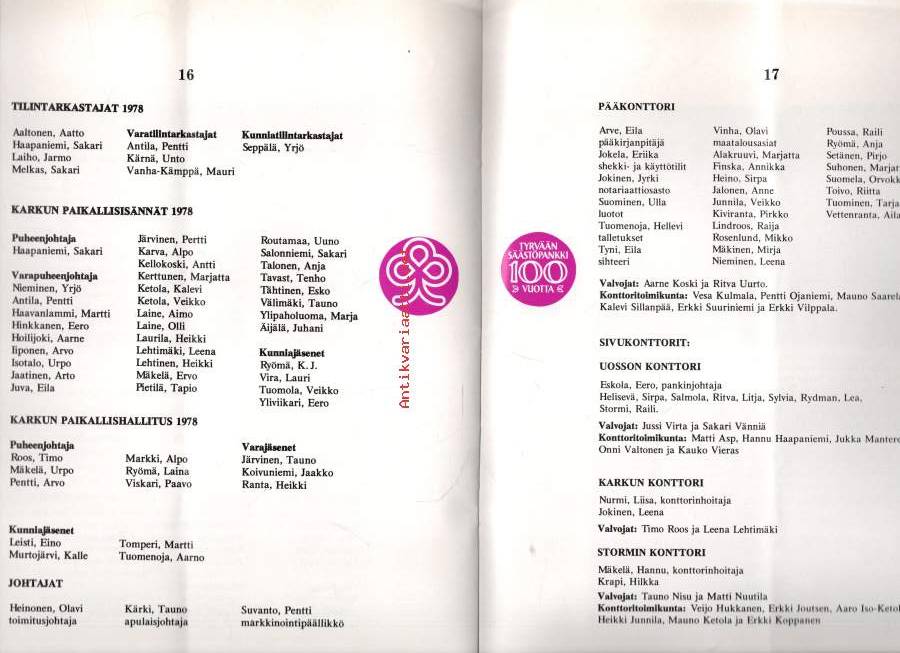 16
TILINTARKASTAJAT 1978
Aaltonen, Aatto
Haapaniemi, Sakari
Laiho, Jarmo
Melkas, Sakari
Varatilintarkastajat
Antila, Pentti
Kärnä, Unto
Vanha-Kämppä, Mauri
Kunniatilintarkastajat
Seppälä, Yrjö
KARKUN PAIKALLISISÄNNÄT 1978
Puheenjohtaja
Haapaniemi, Sakari
Varapuheenjohtaja
Nieminen, Yrjö
Antila, Pentti
Haavanlammi, Martti
Hinkkanen, Eero
Hoilijoki, Aarne
Iiponen, Arvo
Isotalo, Urpo
Jaatinen, Arto
Juva, Eila
Järvinen, Pertti
Karva, Alpo
Kellokoski, Antti
Kerttunen, Marjatta
Ketola, Kalevi
Ketola, Veikko
Laine, Aimo
Laine, Olli
Laurila, Heikki
Lehtimäki, Leena
Lehtinen, Heikki
Mäkelä, Ervo
Pietilä, Tapio
Routamaa, Uuno
Salonniemi, Sakari
Talonen, Anja
Tavast, Tenho
Tähtinen, Esko
Välimäki, Tauno
Ylipaholuoma, Marja
Äijälä, Juhani
Kunniajäsenet
Ryömä, K.J.
Vira, Lauri
Tuomola, Veikko
Yliviikari, Eero
KARKUN PAIKALLISHALLITUS 1978
Puheenjohtaja
Roos, Timo
Mäkelä, Urpo
Pentti, Arvo
Markki, Alpo
Ryömä, Laina
Viskari, Paavo
Varajäsenet
Järvinen, Tauno
Koivuniemi, Jaakko
Ranta, Heikki
Kunniajäsenet
Leisti, Eino
Murtojärvi, Kalle
Tomperi, Martti
Tuomenoja, Aarno
JOHTAJAT
Heinonen, Olavi
toimitusjohtaja
Kärki, Tauno
apulaisjohtaja
Suvanto, Pentti
markkinointipäällikkö
TYRVÄÄN
SÄÄSTÖPANKKI
100
VUOTTA
17
PÄÄKONTTORI
Arve, Eila
pääkirjanpitäjä
Jokela, Eriika
shekki- ja käyttötilit
Jokinen, Jyrki
notariaattiosasto
Suominen, Ulla
luotot
Tuomenoja, Hellevi
talletukset
Tyni, Eila
sihteeri
Vinha, Olavi
maatalousasiat
Alakruuvi, Marjatta
Finska, Annikka
Heino, Sirpa
Jalonen, Anne
Junnila, Veikko
Kiviranta, Pirkko
Lindroos, Raija
Rosenlund, Mikko
Mäkinen, Mirja
Nieminen, Leena
Poussa, Raili
Ryömä, Anja
Setänen, Pirjo
Suhonen, Marjat
Suomela, Orvokk
Toivo, Riitta
Tuominen, Tarja
Vettenranta, Aila
Valvojat: Aarne Koski ja Ritva Uurto.
Konttoritoimikunta: Vesa Kulmala, Pentti Ojaniemi, Mauno Saarela
Kalevi Sillanpää, Erkki Suuriniemi ja Erkki Vilppala.
SIVUKONTTORIT:
UOSSON KONTTORI
Eskola, Eero, pankinjohtaja
Helisevä, Sirpa, Salmola, Ritva, Litja, Sylvia, Rydman, Lea,
Stormi, Raili.
Valvojat: Jussi Virta ja Sakari Vänniä
Konttoritoimikunta: Matti Asp, Hannu Haapaniemi, Jukka Mantero
Onni Valtonen ja Kauko Vieras
KARKUN KONTTORI
Nurmi, Liisa, konttorinhoitaja
Jokinen, Leena
Valvojat: Timo Roos ja Leena Lehtimäki
STORMIN KONTTORI
Mäkelä, Hannu, konttorinhoitaja
Krapi, Hilkka
Valvojat: Tauno Nisu ja Matti Nuutila
Konttoritoimikunta: Veijo Hukkanen, Erkki Joutsen, Aaro Iso-Ketol
Heikki Junnila, Mauno Ketola ja Erkki Koppanen